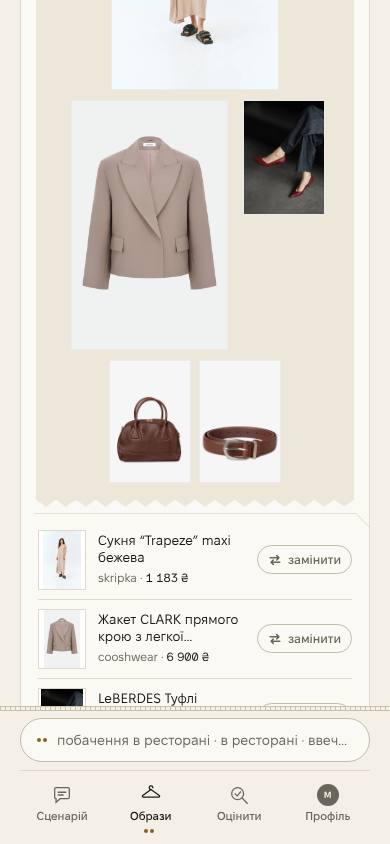 Сукня “Trapeze” maxi
бежева
skripka · 1 183 ₴
замінити
Жакет CLARK прямого
крою з легкої...
cooshwear · 6 900 ₴
замінити
LeBERDES Туфлі
побачення в ресторані · в ресторані · ввеч...
Сценарій
Образи
Оцінити
М
Профіль